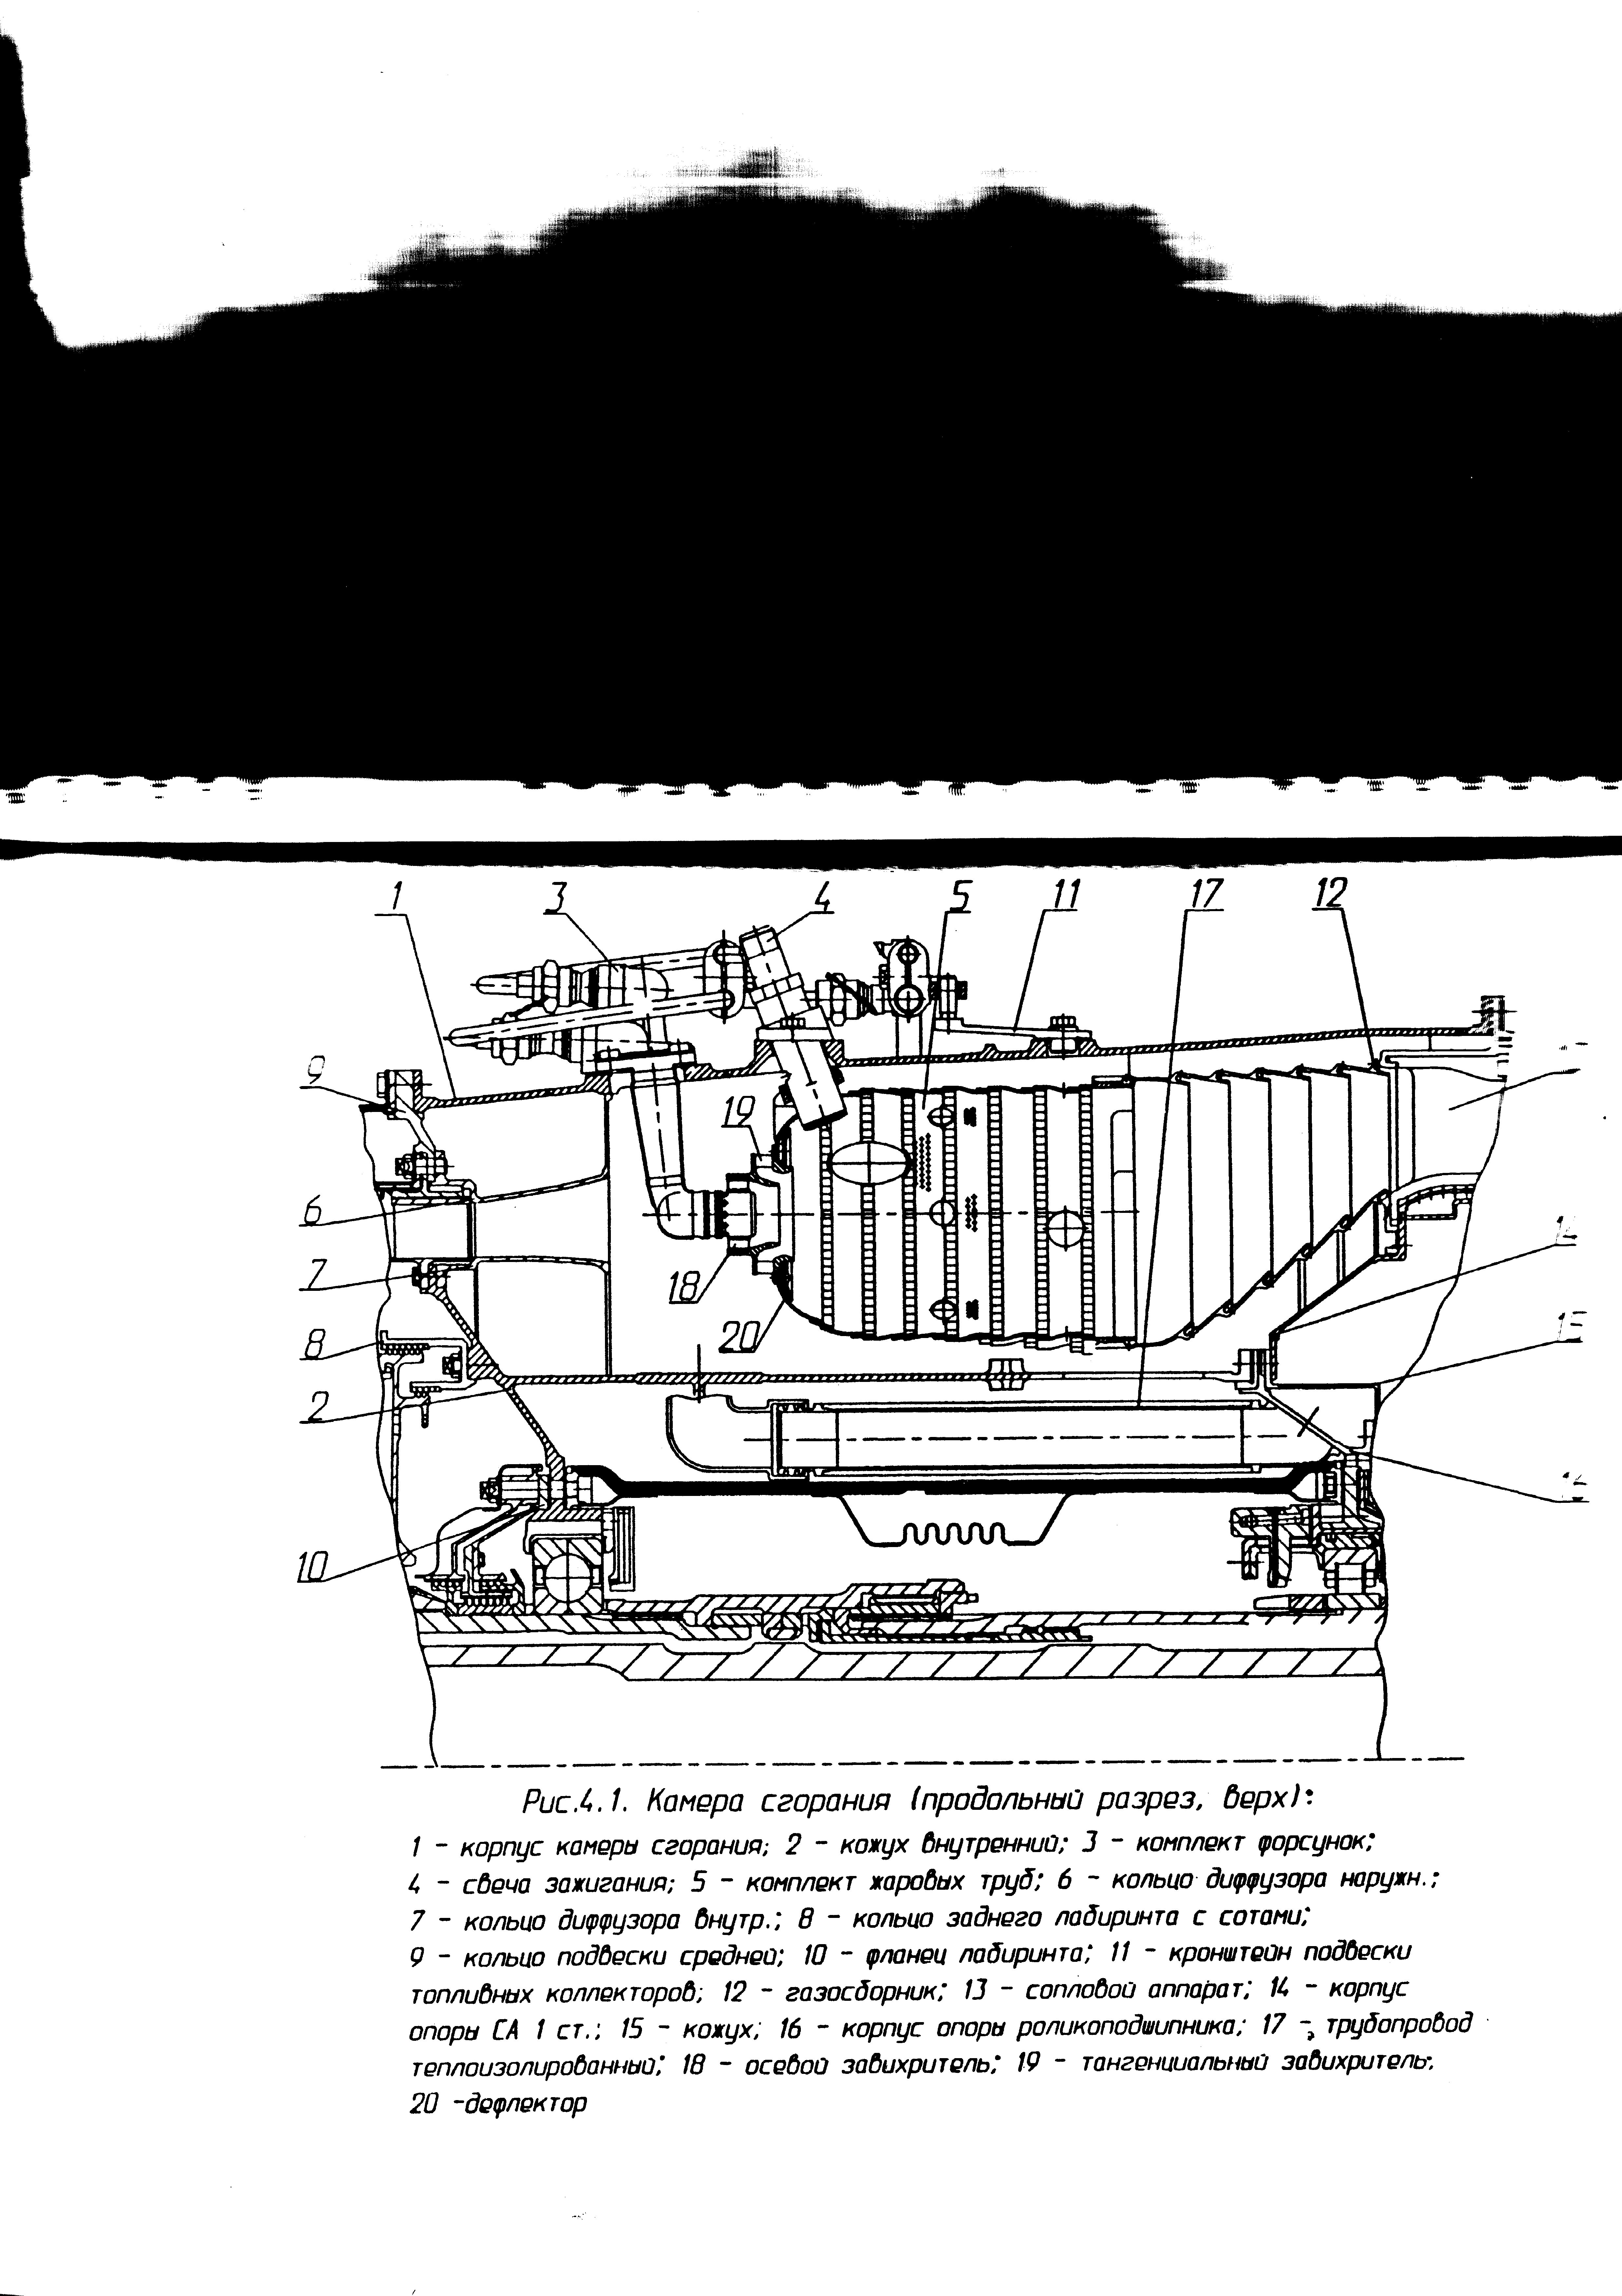 1 3 4 5 11 17 12
9
19
6
18
7
20
8
15
2
10
Рис.4.1. Камера сгорания (продольный разрез, верх):
1 - корпус камеры сгорания; 2 - кожух внутренний; 3 - комплект форсунок;
4 - свеча зажигания; 5 - комплект жаровых труб; 6 - кольцо диффузора наружн.;
7 - кольцо диффузора внутр.; 8 - кольцо заднего лабиринта с сотами;
9 - кольцо подвески средней; 10 - фланец лабиринта; 11 - кронштейн подвески
топливных коллекторов; 12 - газосборник; 13 - сопловой аппарат; 14 - корпус
опоры СА 1 ст.; 15 - кожух; 16 - корпус опоры роликоподшипника; 17 - трубопровод
теплоизолированный; 18 - осевой завихритель; 19 - тангенциальный завихритель;
20 -дефлектор